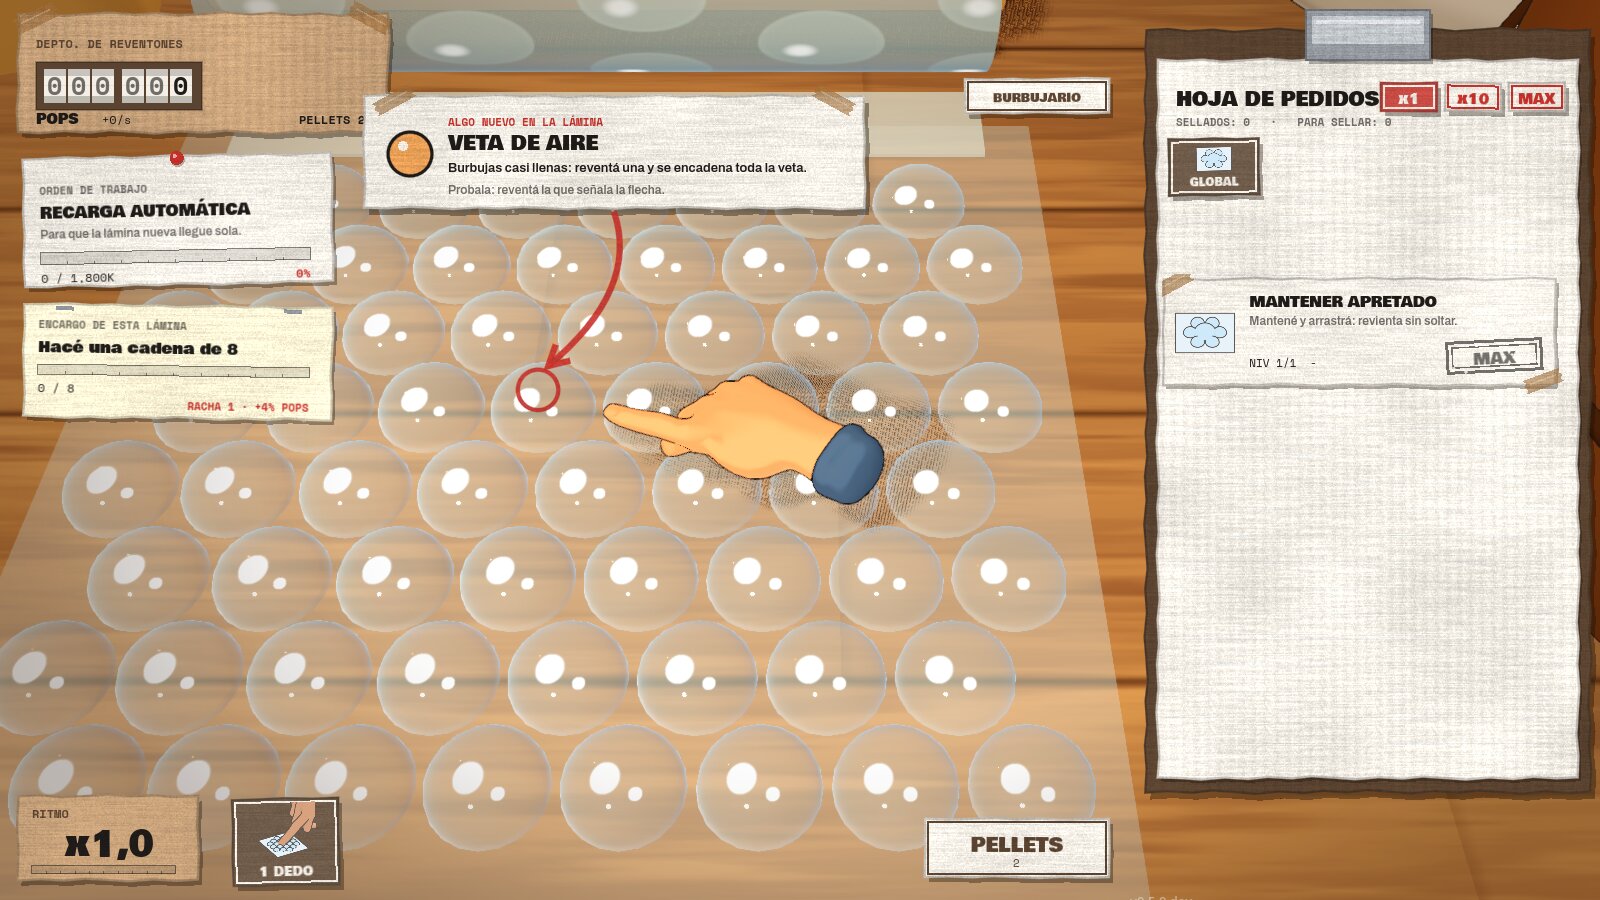 DEPTO. DE REVENTONES
000 000
POPS +0/s PELLETS 2
ORDEN DE TRABAJO
RECARGA AUTOMÁTICA
Para que la lámina nueva llegue sola.
0 / 1.800K 0%
ENCARGO DE ESTA LÁMINA
Hacé una cadena de 8
0 / 8
RACHA 1 · +4% POPS
ALGO NUEVO EN LA LÁMINA
VETA DE AIRE
Burbujas casi llenas: reventá una y se encadena toda la veta.
Probala: reventá la que señala la flecha.
BURBUJARIO
HOJA DE PEDIDOS x1 x10 MAX
SELLADOS: 0 · PARA SELLAR: 0
GLOBAL
MANTENER APRETADO
Mantené y arrastrá: revienta sin soltar.
NIV 1/1 -
MAX
RITMO
x1,0
1 DEDO
PELLETS
2